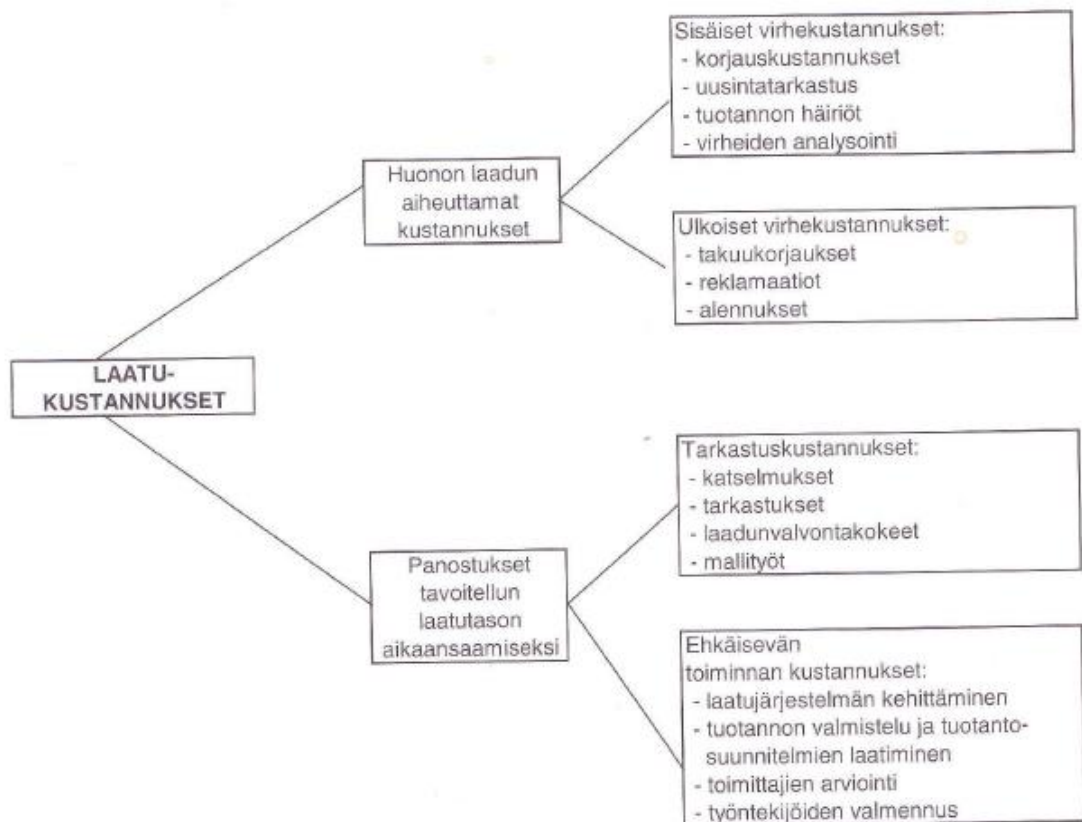 Sisäiset virhekustannukset:
- korjauskustannukset
- uusintatarkastus
- tuotannon häiriöt
- virheiden analysointi
Huonon laadun
aiheuttamat
kustannukset
Ulkoiset virhekustannukset:
- takuukorjaukset
- reklamaatiot
- alennukset
LAATU-
KUSTANNUKSET
Tarkastuskustannukset:
- katselmukset
- tarkastukset
- laadunvalvontakokeet
- mallityöt
Panostukset
tavoitellun
laatutason
aikaansaamiseksi
Ehkäisevän
toiminnan kustannukset:
- laatujärjestelmän kehittäminen
- tuotannon valmistelu ja tuotanto-
suunnitelmien laatiminen
- toimittajien arviointi
- työntekijöiden valmennus